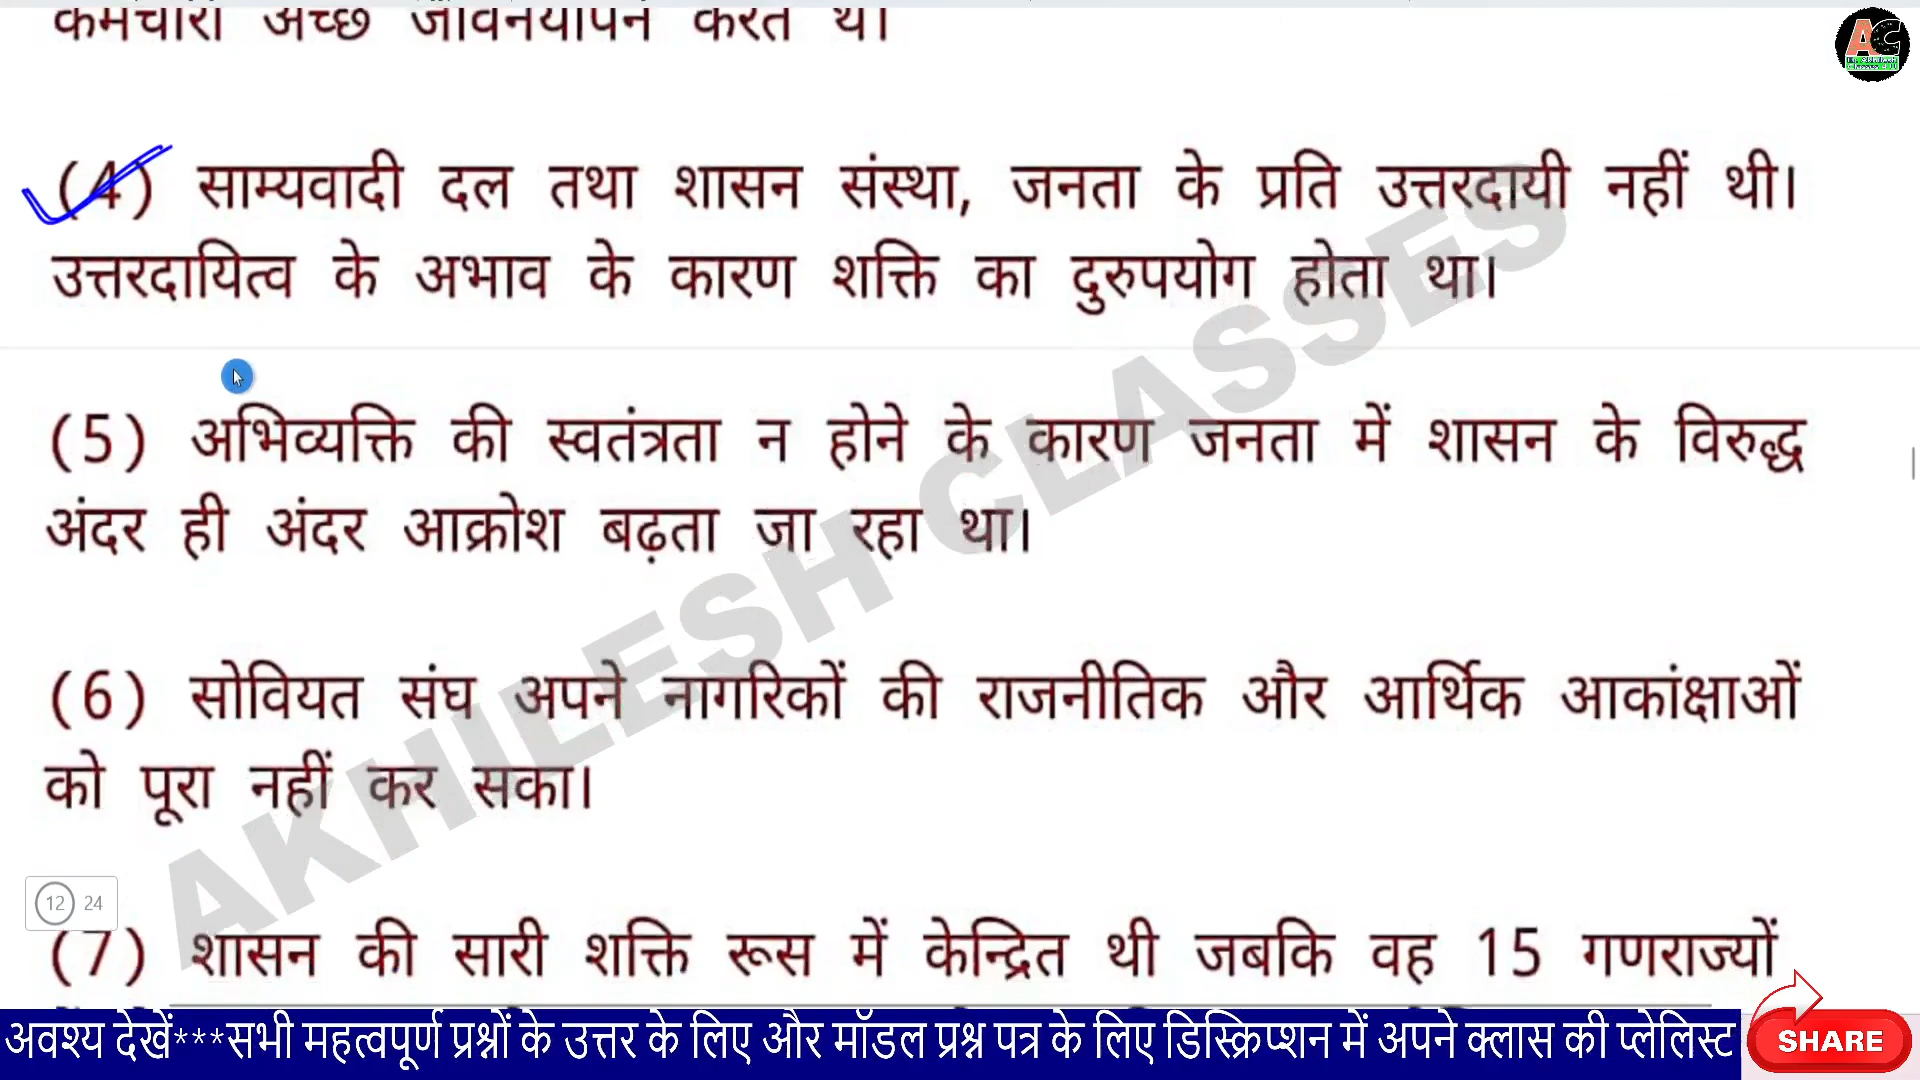 कर्मचारी अच्छे जीवनयापन करते थे।
(4) साम्यवादी दल तथा शासन संस्था, जनता के प्रति उत्तरदायी नहीं थी।
उत्तरदायित्व के अभाव के कारण शक्ति का दुरुपयोग होता था।
(5) अभिव्यक्ति की स्वतंत्रता न होने के कारण जनता में शासन के विरुद्ध
अंदर ही अंदर आक्रोश बढ़ता जा रहा था।
(6) सोवियत संघ अपने नागरिकों की राजनीतिक और आर्थिक आकांक्षाओं
को पूरा नहीं कर सका।
(7) शासन की सारी शक्ति रूस में केन्द्रित थी जबकि वह 15 गणराज्यों
12 24
AKHILESH CLASSES
AC
अवश्य देखें***सभी महत्वपूर्ण प्रश्नों के उत्तर के लिए और मॉडल प्रश्न पत्र के लिए डिस्क्रिप्शन में अपने क्लास की प्लेलिस्ट
SHARE